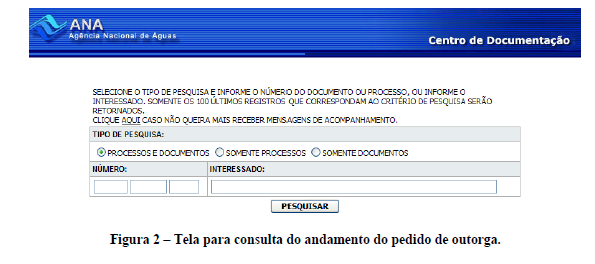 ANA
Agência Nacional de Águas
Centro de Documentação
SELECIONE O TIPO DE PESQUISA E INFORME O NÚMERO DO DOCUMENTO OU PROCESSO, OU INFORME O
INTERESSADO. SOMENTE OS 100 ÚLTIMOS REGISTROS QUE CORRESPONDAM AO CRITÉRIO DE PESQUISA SERÃO
RETORNADOS.
CLIQUE AQUI CASO NÃO QUEIRA MAIS RECEBER MENSAGENS DE ACOMPANHAMENTO.
TIPO DE PESQUISA:
PROCESSOS E DOCUMENTOS SOMENTE PROCESSOS SOMENTE DOCUMENTOS
NÚMERO: INTERESSADO:
PESQUISAR
Figura 2 – Tela para consulta do andamento do pedido de outorga.